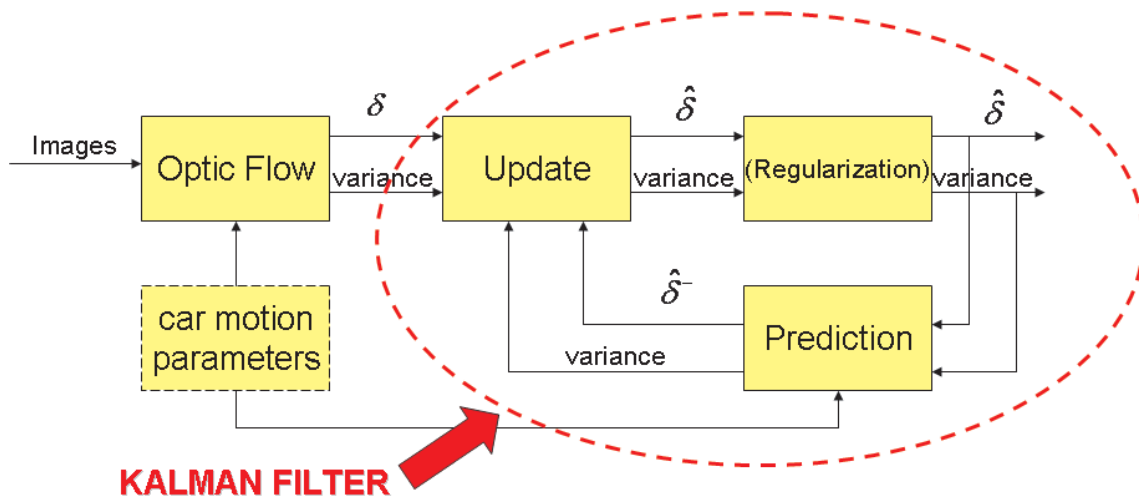 Images
Optic Flow
δ
variance
Update
δ̂
variance
(Regularization)
δ̂
variance
car motion
parameters
δ̂⁻
variance
Prediction
KALMAN FILTER